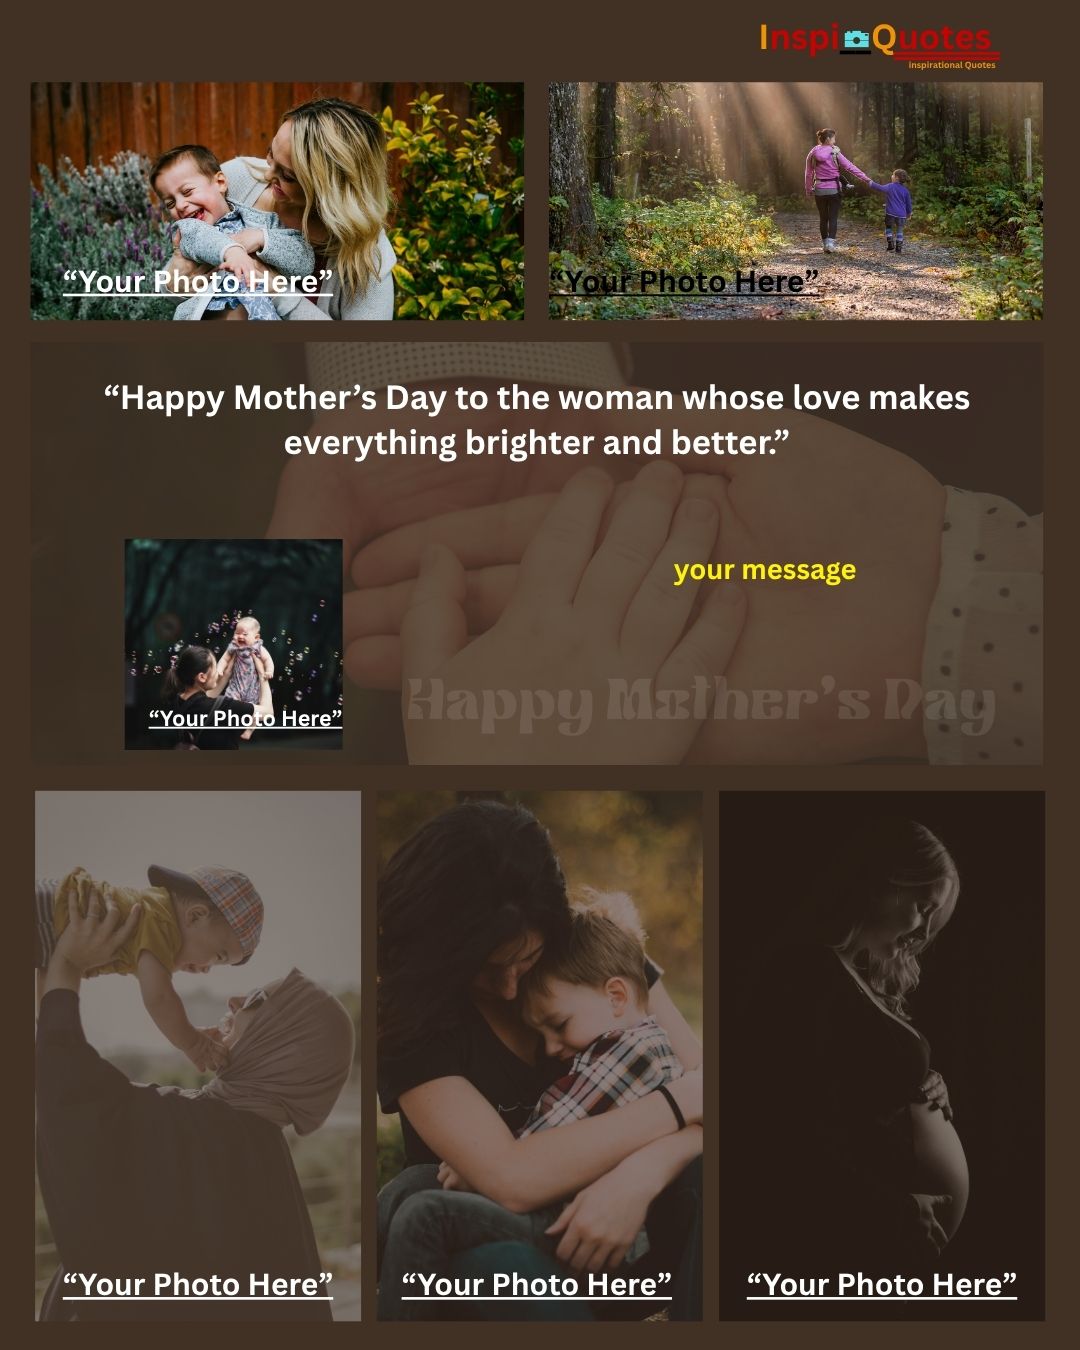 InspiQuotes
Inspirational Quotes
“Your Photo Here”
“Your Photo Here”
“Happy Mother’s Day to the woman whose love makes
everything brighter and better.”
your message
“Your Photo Here”
Happy Mother’s Day
“Your Photo Here”
“Your Photo Here”
“Your Photo Here”